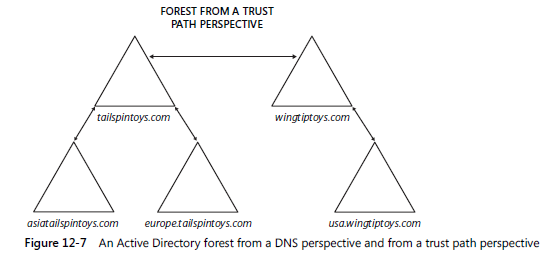 FOREST FROM A TRUST
PATH PERSPECTIVE
tailspintoys.com
wingtiptoys.com
asiatailspintoys.com
europe.tailspintoys.com
usa.wingtiptoys.com
Figure 12-7 An Active Directory forest from a DNS perspective and from a trust path perspective